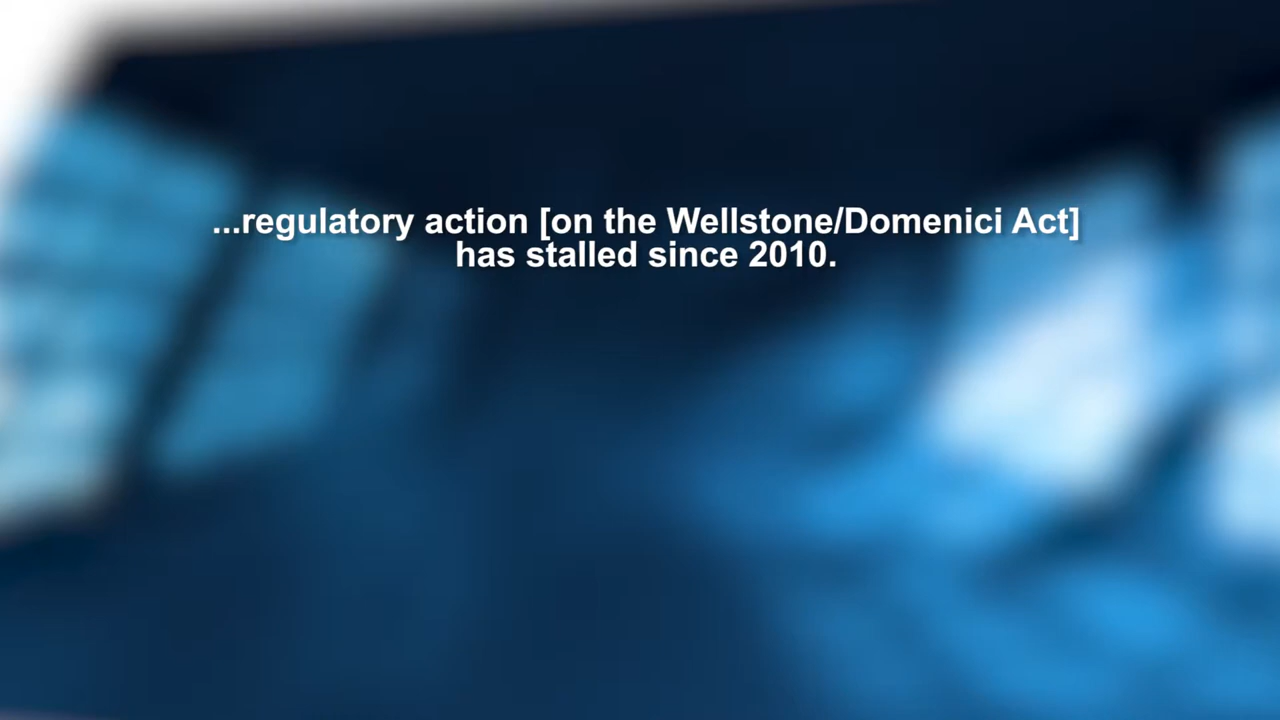 ...regulatory action [on the Wellstone/Domenici Act]
has stalled since 2010.